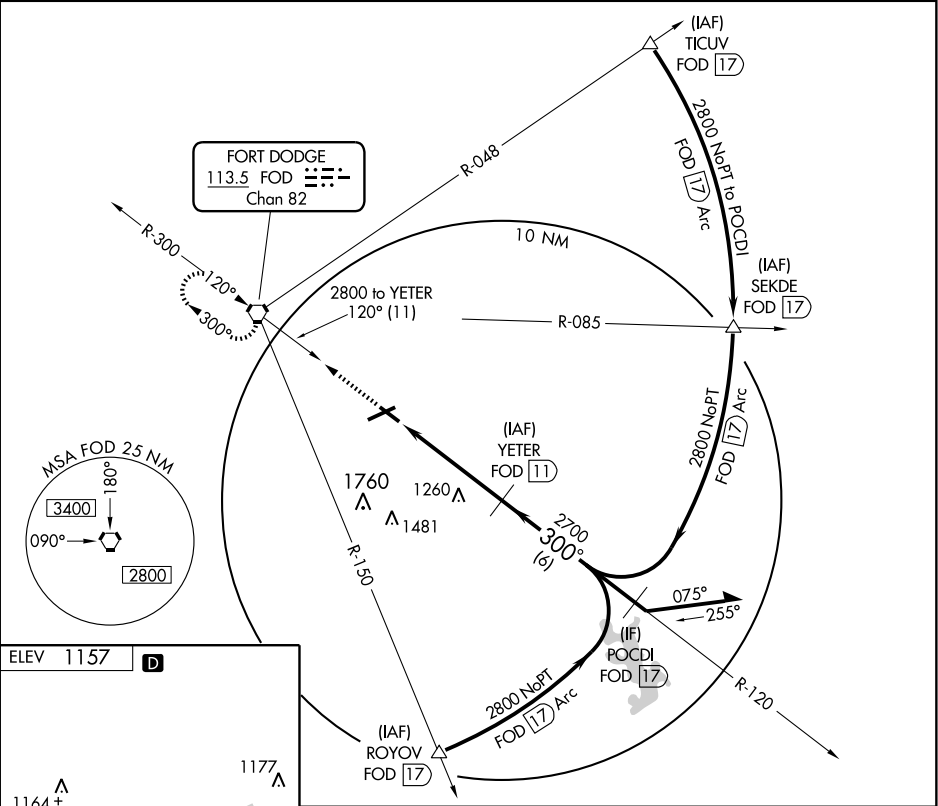 (IAF)
TICUV
FOD 17
2800 NoPT to POCDI
FOD 17 Arc
R-048
FORT DODGE
113.5 FOD
Chan 82
R-300
120°
300°
10 NM
2800 to YETER
120° (11)
(IAF)
SEKDE
FOD 17
R-085
2800 NoPT
FOD 17 Arc
(IAF)
YETER
FOD 11
MSA FOD 25 NM
180°
3400
090°
2800
1760
1260
1481
2700
300°
(6)
R-150
075°
255°
(IF)
POCDI
FOD 17
R-120
2800 NoPT
FOD 17 Arc
(IAF)
ROYOV
FOD 17
ELEV 1157 D
1177
1164 ±